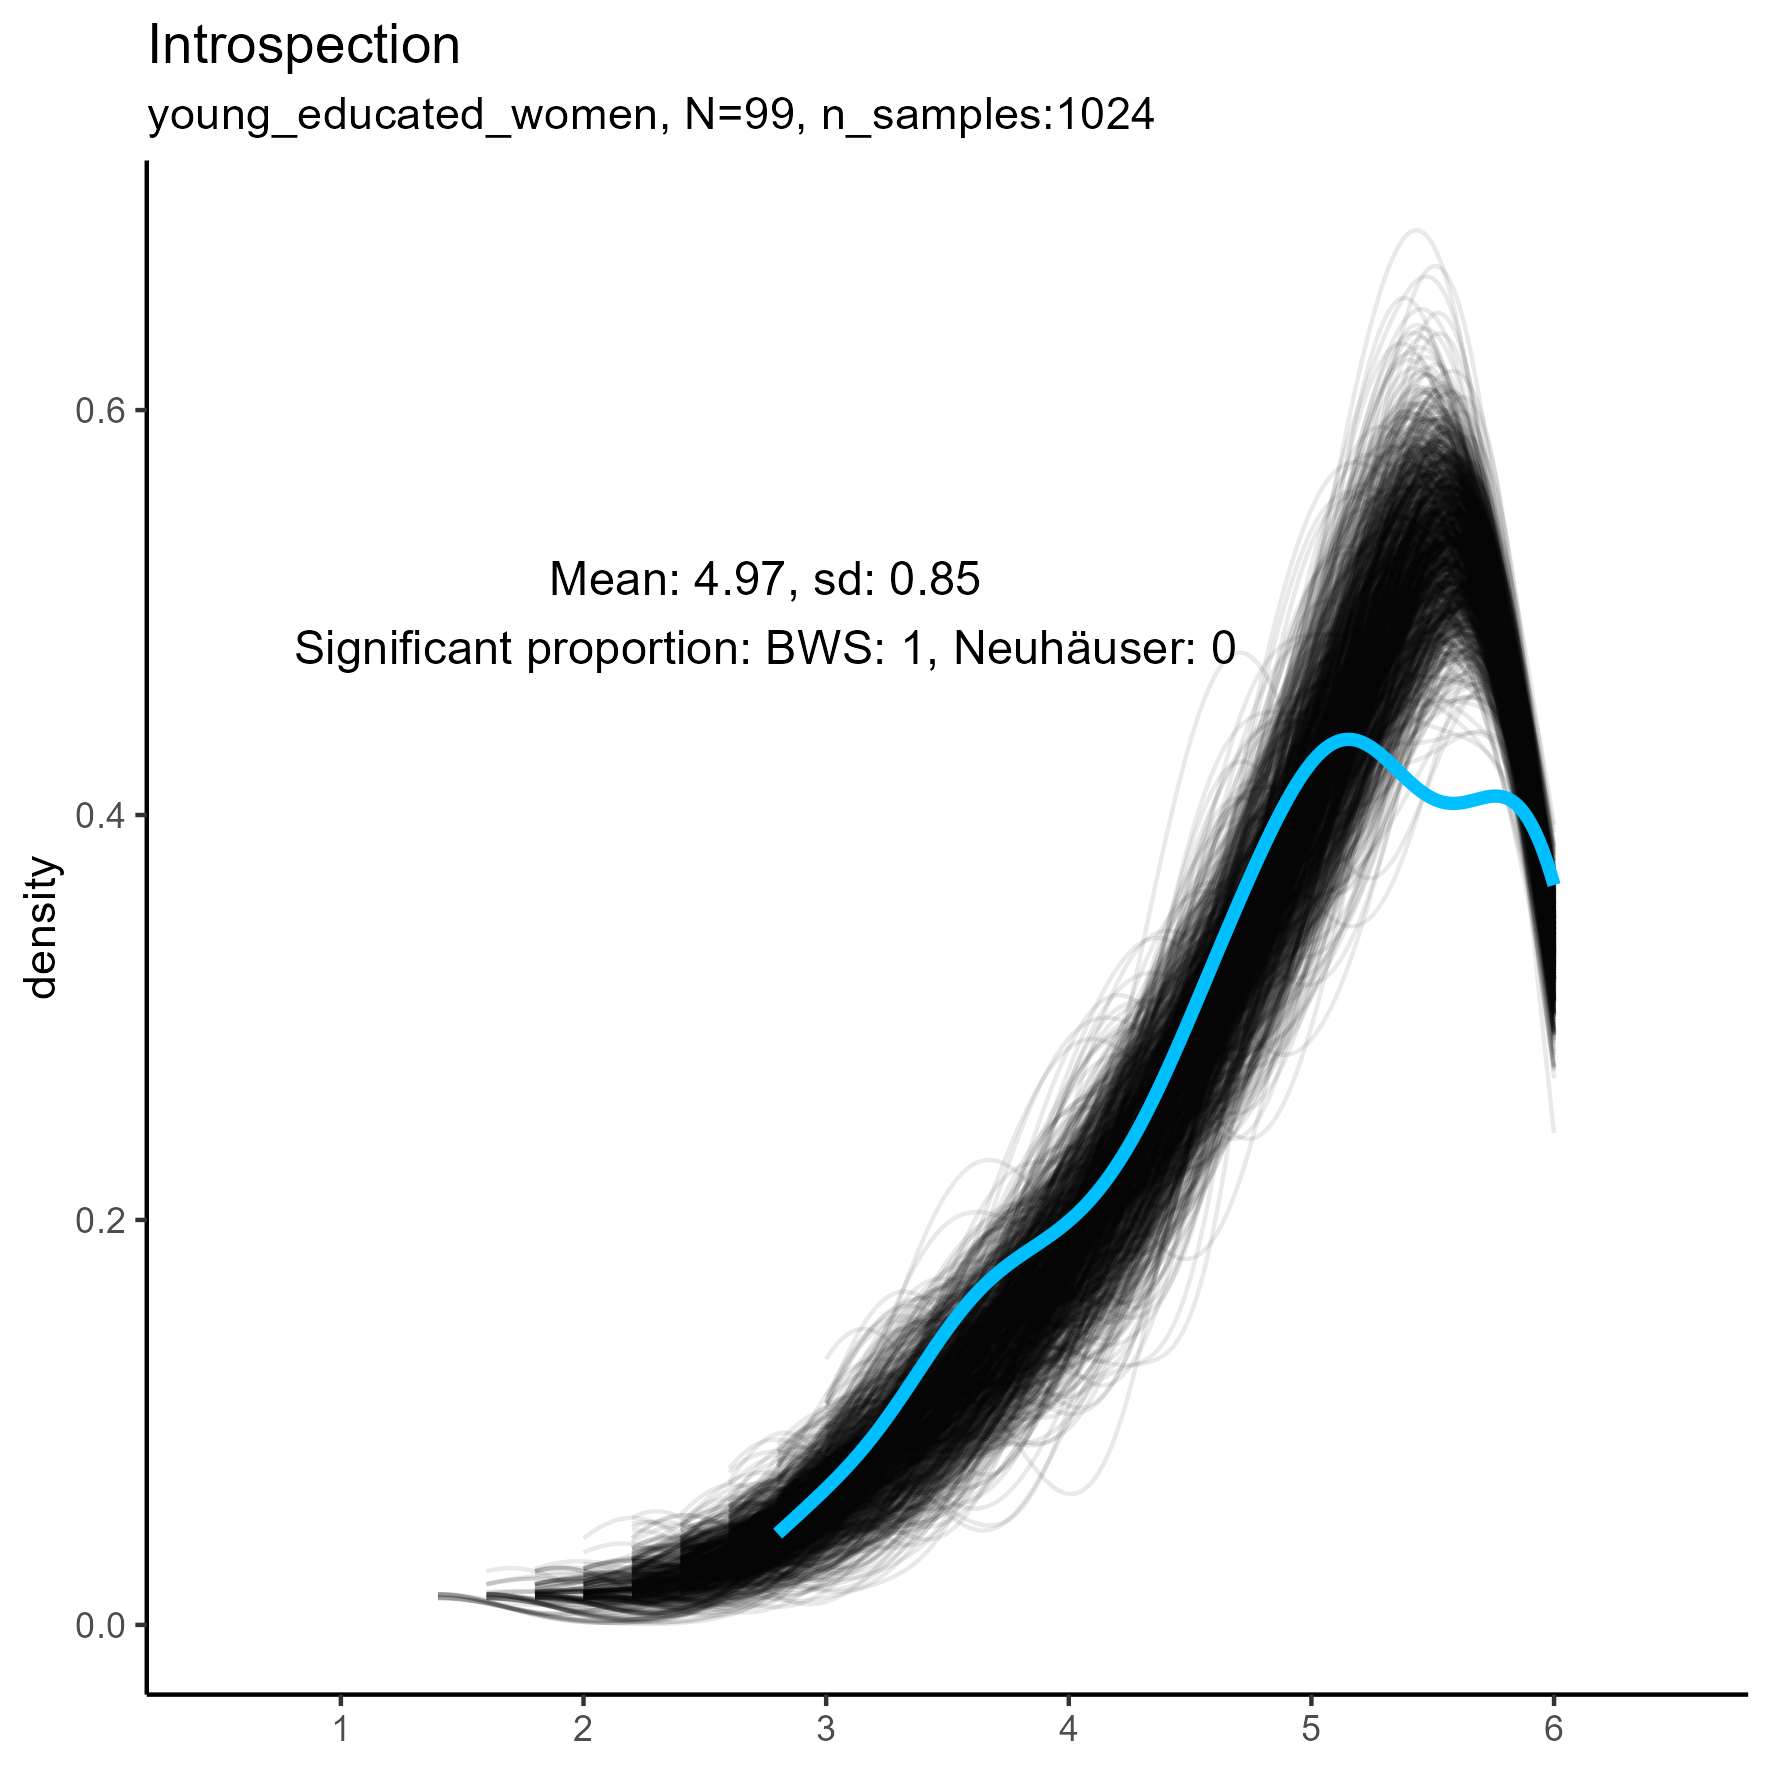 Introspection
young_educated_women, N=99, n_samples:1024
Mean: 4.97, sd: 0.85
Significant proportion: BWS: 1, Neuhäuser: 0
density
0.6
0.4
0.2
0.0
1 2 3 4 5 6